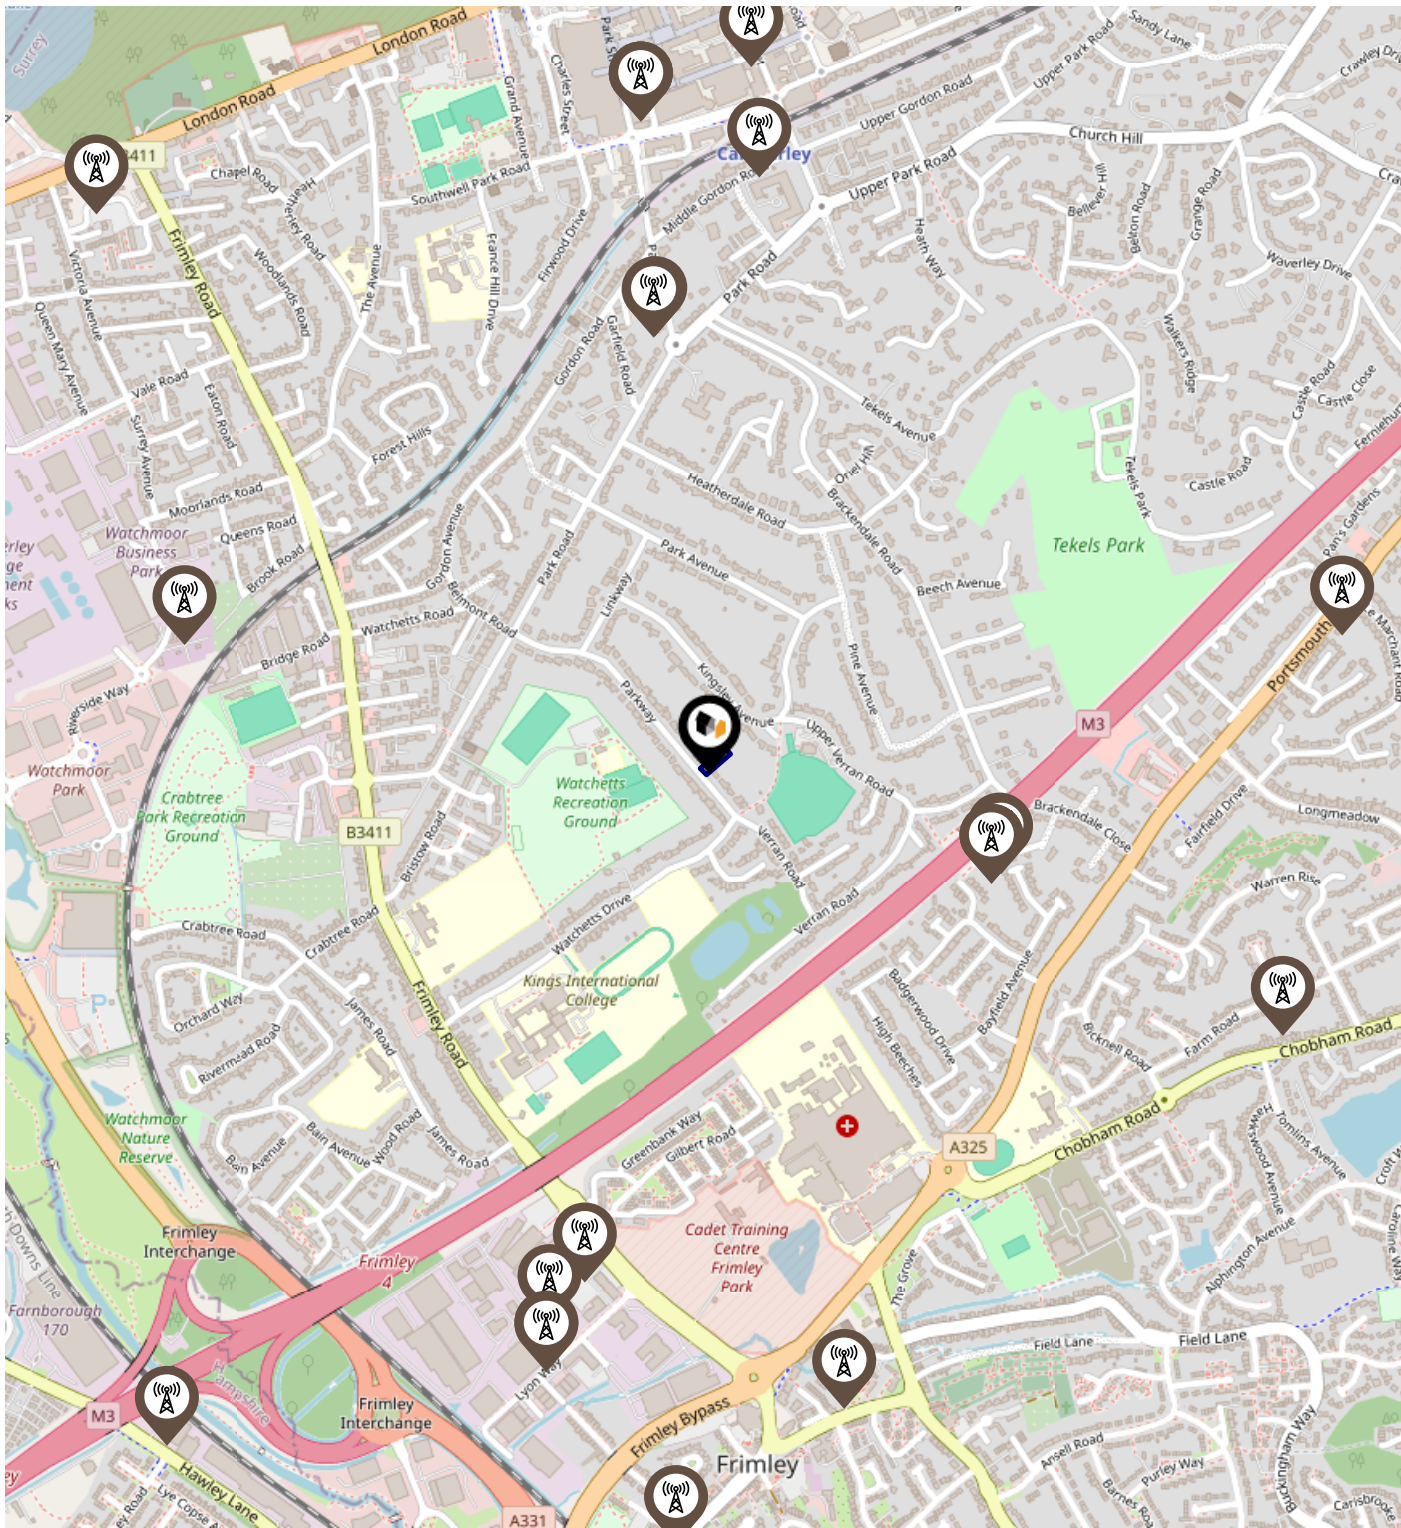 Surrey
London Road
London Road
Park St
Charles Street
Grand Avenue
Sandy Lane
Upper Park Road
Crawley Dri
Upper Gordon Road
Church Hill
Chapel Road
Southwell Park Road
Middle Gordon Ro
Upper Park Road
Bellever Hill
Belton Road
Grange Road
Frimley Road
Victoria Avenue
Woodlands Road
The Avenue
France Hill Drive
Firwood Drive
Park Road
Heath Way
Waverley Drive
Queen Mary Avenue
Vale Road
Eaton Road
Surrey Avenue
Gordon Road
Garfield Road
Walkers Ridge
Castle Road
Castle Close
Forest Hills
Tekels Avenue
Oriel Hill
Tekels Park
Castle Road
Moorlands Road
Queens Road
Heatherdale Road
Brackendale Road
Watchmoor
Business
Park
Brook Road
Gordon Avenue
Park Road
Park Avenue
Tekels Park
Pan's Gardens
Beech Avenue
Linkway
Belmont Road
Watchetts Road
Bridge Road
Pine Avenue
Portsmouth
Riverside Way
Parkway
Upper Verran Road
M3
Watchmoor
Park
Crabtree
Park Recreation
Ground
Watchetts
Recreation
Ground
B3411
Bristow Road
Verran Road
Brackendale Close
Fairfield Drive
Longmeadow
Warren Rise
Crabtree Road
Crabtree Road
Watchetts Drive
Verran Road
Kings International
College
Orchard Way
James Road
Frimley Road
Badgerwood Drive
High Beeches
Bayfield Avenue
Bicknell Road
Farm Road
Chobham Road
Rivermead Road
Watchmoor
Nature
Reserve
Bain Avenue
Bain Avenue
Wood Road
James Road
Greenbank Way
Gilbert Road
A325
Chobham Road
Hawkswood Avenue
Tomlins Avenue
Alphington Avenue
Frimley
Interchange
Frimley
4
Cadet Training
Centre
Frimley
Park
The Grove
Farnborough
170
Hampshire
Field Lane
Field Lane
Lyon Way
M3
Frimley
Interchange
Frimley Bypass
Frimley
Ansell Road
Purley Way
Buckingham Way
Hawley Lane
A331